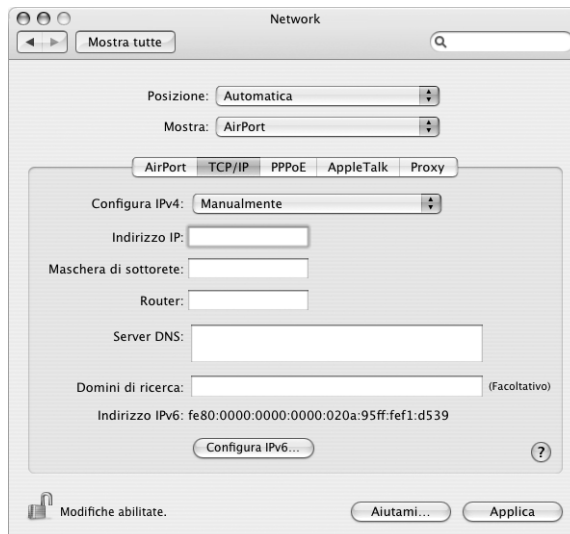 Network
Mostra tutte
Posizione: Automatica
Mostra: AirPort
AirPort TCP/IP PPPoE AppleTalk Proxy
Configura IPv4: Manualmente
Indirizzo IP:
Maschera di sottorete:
Router:
Server DNS:
Domini di ricerca: (Facoltativo)
Indirizzo IPv6: fe80:0000:0000:0000:020a:95ff:fef1:d539
Configura IPv6... ?
Modifiche abilitate. Aiutami... Applica